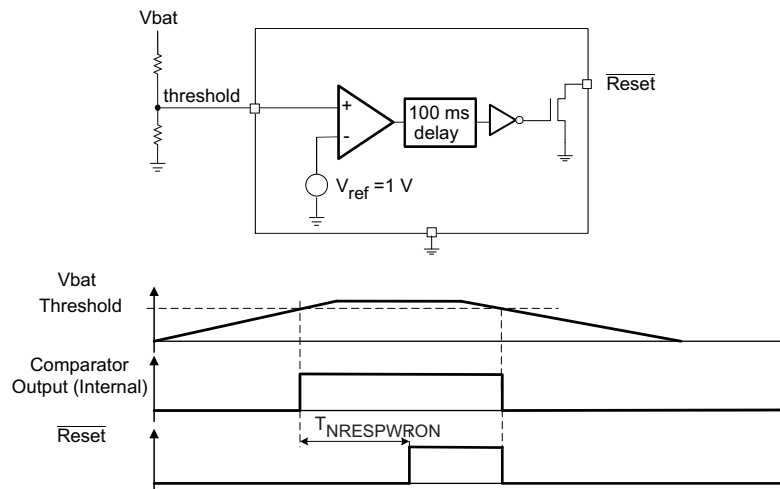 Vbat
threshold
+
-
100 ms
delay
Reset
Vref =1 V
Vbat
Threshold
Comparator
Output (Internal)
TNRESPWRON
Reset